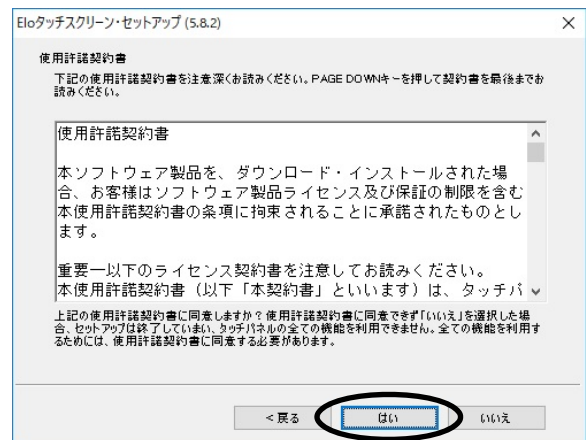 Eloタッチスクリーン・セットアップ (5.8.2)
使用許諾契約書
下記の使用許諾契約書を注意深くお読みください。PAGE DOWNキーを押して契約書を最後までお
読みください。
使用許諾契約書
本ソフトウェア製品を、ダウンロード・インストールされた場
合、お客様はソフトウェア製品ライセンス及び保証の制限を含む
本使用許諾契約書の条項に拘束されることに承諾されたものとし
ます。
重要―以下のライセンス契約書を注意してお読みください。
本使用許諾契約書（以下「本契約書」といいます）は、タッチパ
上記の使用許諾契約書に同意しますか？使用許諾契約書に同意できず「いいえ」を選択した場
合、セットアップは終了してしまい、タッチパネルの全ての機能を利用できません。全ての機能を利用す
るためには、使用許諾契約書に同意する必要があります。
< 戻る
はい
いいえ